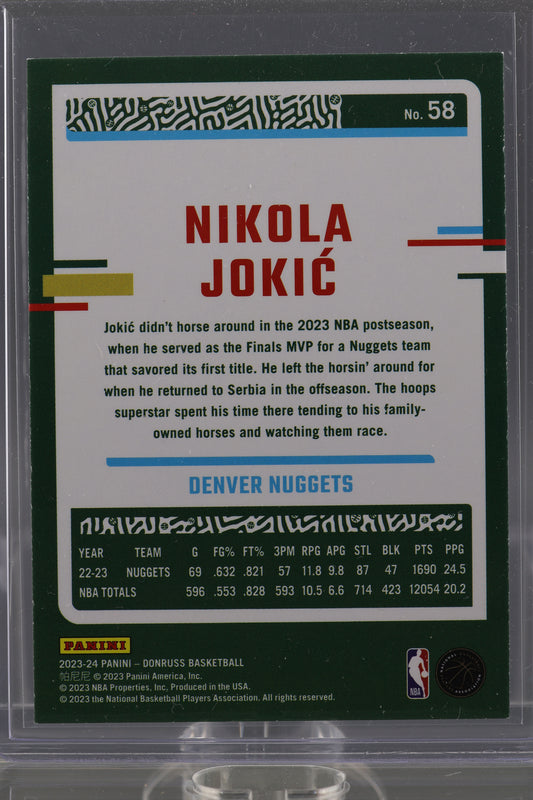 No. 58
NIKOLA
JOKIĆ
Jokić didn't horse around in the 2023 NBA postseason,
when he served as the Finals MVP for a Nuggets team
that savored its first title. He left the horsin' around for
when he returned to Serbia in the offseason. The hoops
superstar spent his time there tending to his family-
owned horses and watching them race.
DENVER NUGGETS
YEAR TEAM G FG% FT% 3PM RPG APG STL BLK PTS PPG
22-23 NUGGETS 69 .632 .821 57 11.8 9.8 87 47 1690 24.5
NBA TOTALS 596 .553 .828 593 10.5 6.6 714 423 12054 20.2
PANINI
2023-24 PANINI – DONRUSS BASKETBALL
帕尼尼 © 2023 Panini America, Inc.
© 2023 NBA Properties, Inc. Produced in the USA.
© 2023 the National Basketball Players Association. All rights reserved.
NBA